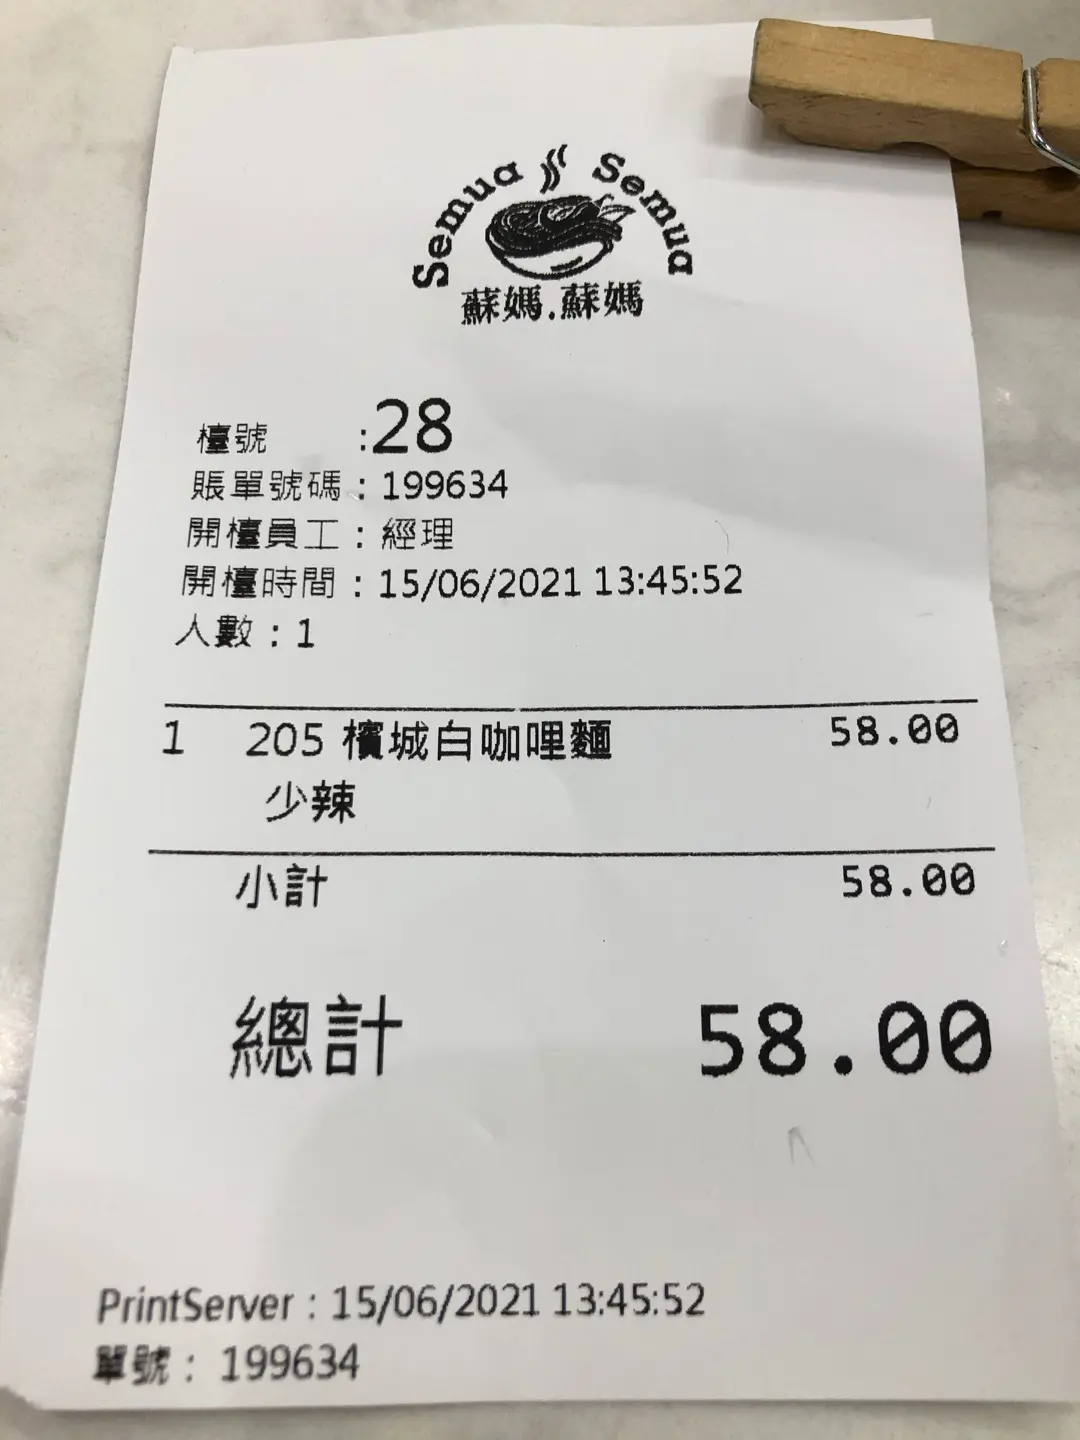 Semua Semua
蘇媽.蘇媽
檯號 :28
賬單號碼 : 199634
開檯員工 : 經理
開檯時間 : 15/06/2021 13:45:52
人數 : 1
1 205 檳城白咖哩麵 58.00
少辣
小計 58.00
總計 58.00
PrintServer : 15/06/2021 13:45:52
單號 : 199634